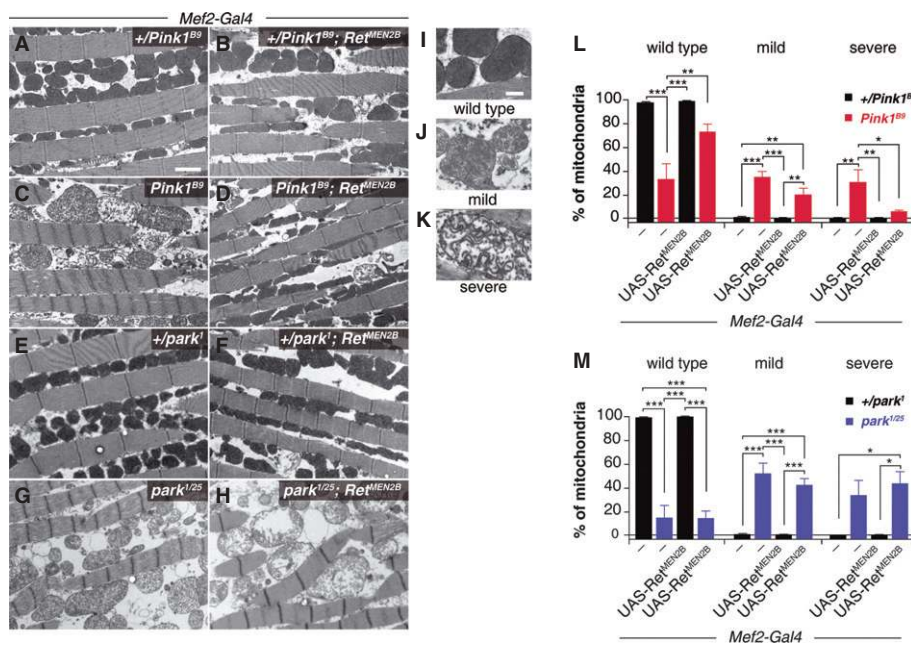 Mef2-Gal4
A +/Pink1B9
B +/Pink1B9; RetMEN2B
C Pink1B9
D Pink1B9; RetMEN2B
E +/park1
F +/park1; RetMEN2B
G park1/25
H park1/25; RetMEN2B
I
wild type
J
mild
K
severe
L
wild type mild severe
+/Pink1B
Pink1B9
*** *** **
*** *** ** **
** ** *
% of mitochondria
100
80
60
40
20
0
– – UAS-RetMEN2B UAS-RetMEN2B
– – UAS-RetMEN2B UAS-RetMEN2B
– – UAS-RetMEN2B UAS-RetMEN2B
Mef2-Gal4
M
wild type mild severe
+/park1
park1/25
*** *** *** ***
*** *** *** ***
* *
% of mitochondria
100
80
60
40
20
0
– – UAS-RetMEN2B UAS-RetMEN2B
– – UAS-RetMEN2B UAS-RetMEN2B
– – UAS-RetMEN2B UAS-RetMEN2B
Mef2-Gal4